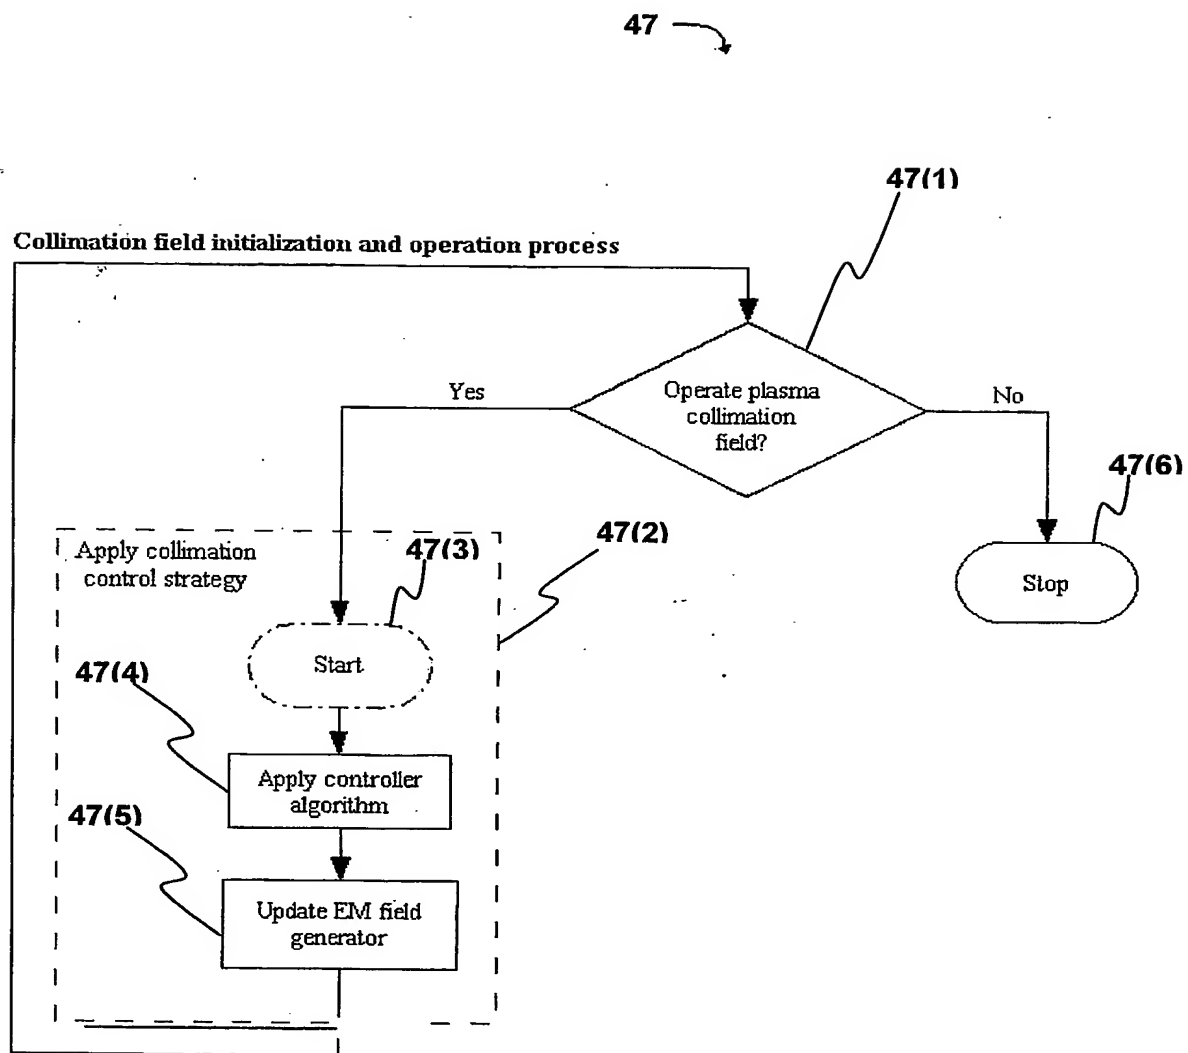 47
47(1)
Collimation field initialization and operation process
Yes
Operate plasma
collimation
field?
No
47(6)
Stop
47(2)
Apply collimation
control strategy
47(3)
Start
47(4)
Apply controller
algorithm
47(5)
Update EM field
generator